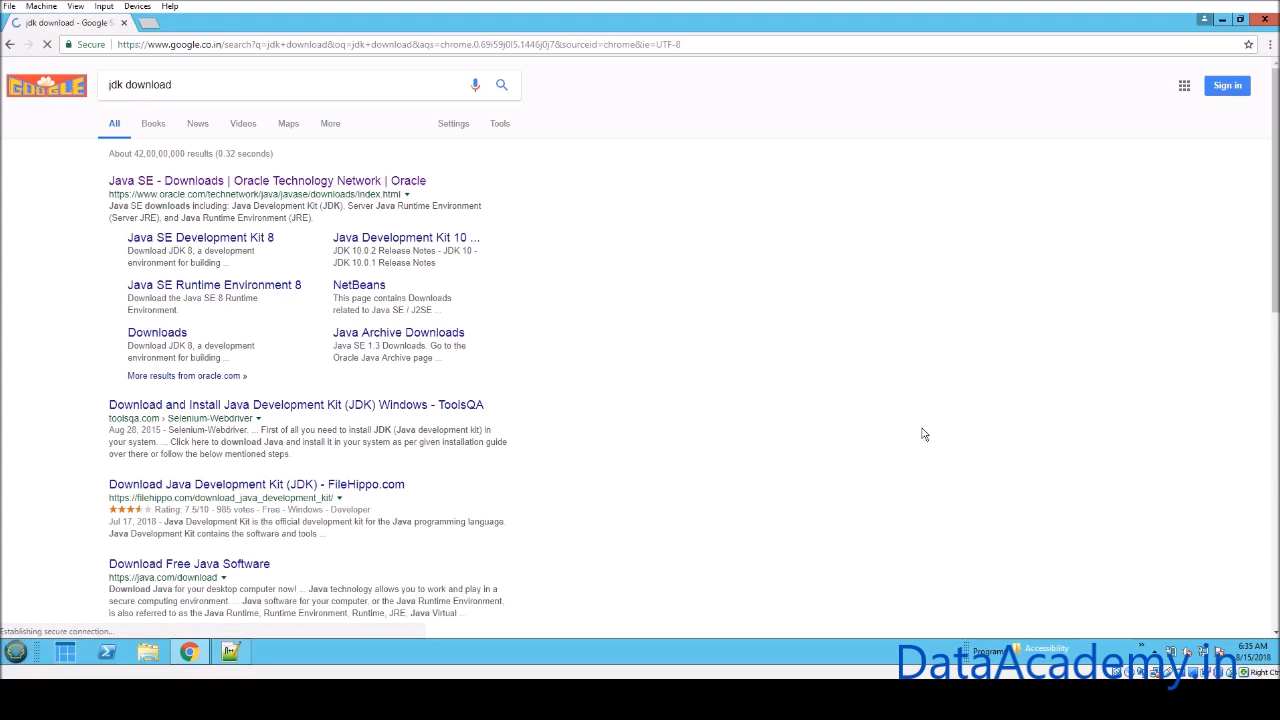 File Machine View Input Devices Help
jdk download - Google S
Secure https://www.google.co.in/search?q=jdk+download&oq=jdk+download&aqs=chrome.0.69i59j0l5.1446j0j7&sourceid=chrome&ie=UTF-8
GOOGLE jdk download Sign in
All Books News Videos Maps More Settings Tools
About 42,00,00,000 results (0.32 seconds)
Java SE - Downloads | Oracle Technology Network | Oracle
https://www.oracle.com/technetwork/java/javase/downloads/index.html
Java SE downloads including: Java Development Kit (JDK), Server Java Runtime Environment
(Server JRE), and Java Runtime Environment (JRE).
Java SE Development Kit 8
Download JDK 8, a development
environment for building ...
Java Development Kit 10 ...
JDK 10.0.2 Release Notes - JDK 10 -
JDK 10.0.1 Release Notes
Java SE Runtime Environment 8
Download the Java SE 8 Runtime
Environment.
NetBeans
This page contains Downloads
related to Java SE / J2SE ...
Downloads
Download JDK 8, a development
environment for building ...
Java Archive Downloads
Java SE 1.3 Downloads. Go to the
Oracle Java Archive page ...
More results from oracle.com »
Download and Install Java Development Kit (JDK) Windows - ToolsQA
toolsqa.com › Selenium-Webdriver
Aug 28, 2015 - Selenium-Webdriver. ... First of all you need to install JDK (Java development kit) in
your system. ... Click here to download Java and install it in your system as per given installation guide
over there or follow the below mentioned steps.
Download Java Development Kit (JDK) - FileHippo.com
https://filehippo.com/download_java_development_kit/
Rating: 7.5/10 - 985 votes - Free - Windows - Developer
Jul 17, 2018 - Java Development Kit is the official development kit for the Java programming language.
Java Development Kit contains the software and tools ...
Download Free Java Software
https://java.com/download
Download Java for your desktop computer now! ... Java technology allows you to work and play in a
secure computing environment. ... Java software for your computer, or the Java Runtime Environment,
is also referred to as the Java Runtime, Runtime Environment, Runtime, JRE, Java Virtual ...
Establishing secure connection...
Accessibility
6:35 AM
8/15/2018
DataAcademy.in
Right Ctrl